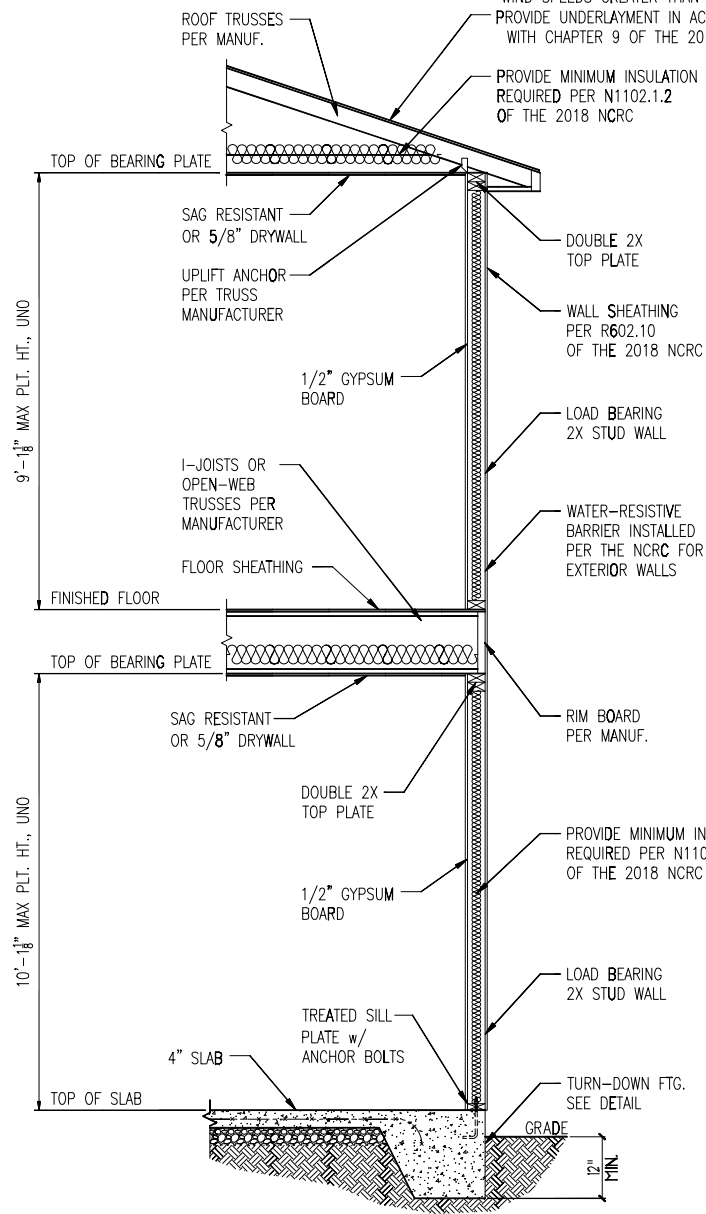 WIND SPEEDS GREATER THAN
PROVIDE UNDERLAYMENT IN AC
WITH CHAPTER 9 OF THE 20
ROOF TRUSSES
PER MANUF.
PROVIDE MINIMUM INSULATION
REQUIRED PER N1102.1.2
OF THE 2018 NCRC
TOP OF BEARING PLATE
SAG RESISTANT
OR 5/8" DRYWALL
DOUBLE 2X
TOP PLATE
UPLIFT ANCHOR
PER TRUSS
MANUFACTURER
WALL SHEATHING
PER R602.10
OF THE 2018 NCRC
1/2" GYPSUM
BOARD
9'-1 1/8" MAX PLT. HT., UNO
LOAD BEARING
2X STUD WALL
I-JOISTS OR
OPEN-WEB
TRUSSES PER
MANUFACTURER
WATER-RESISTIVE
BARRIER INSTALLED
PER THE NCRC FOR
EXTERIOR WALLS
FLOOR SHEATHING
FINISHED FLOOR
TOP OF BEARING PLATE
SAG RESISTANT
OR 5/8" DRYWALL
RIM BOARD
PER MANUF.
DOUBLE 2X
TOP PLATE
PROVIDE MINIMUM IN
REQUIRED PER N110
OF THE 2018 NCRC
1/2" GYPSUM
BOARD
10'-1 1/8" MAX PLT. HT., UNO
LOAD BEARING
2X STUD WALL
TREATED SILL
PLATE w/
ANCHOR BOLTS
4" SLAB
TOP OF SLAB
TURN-DOWN FTG.
SEE DETAIL
GRADE
12"
MIN.